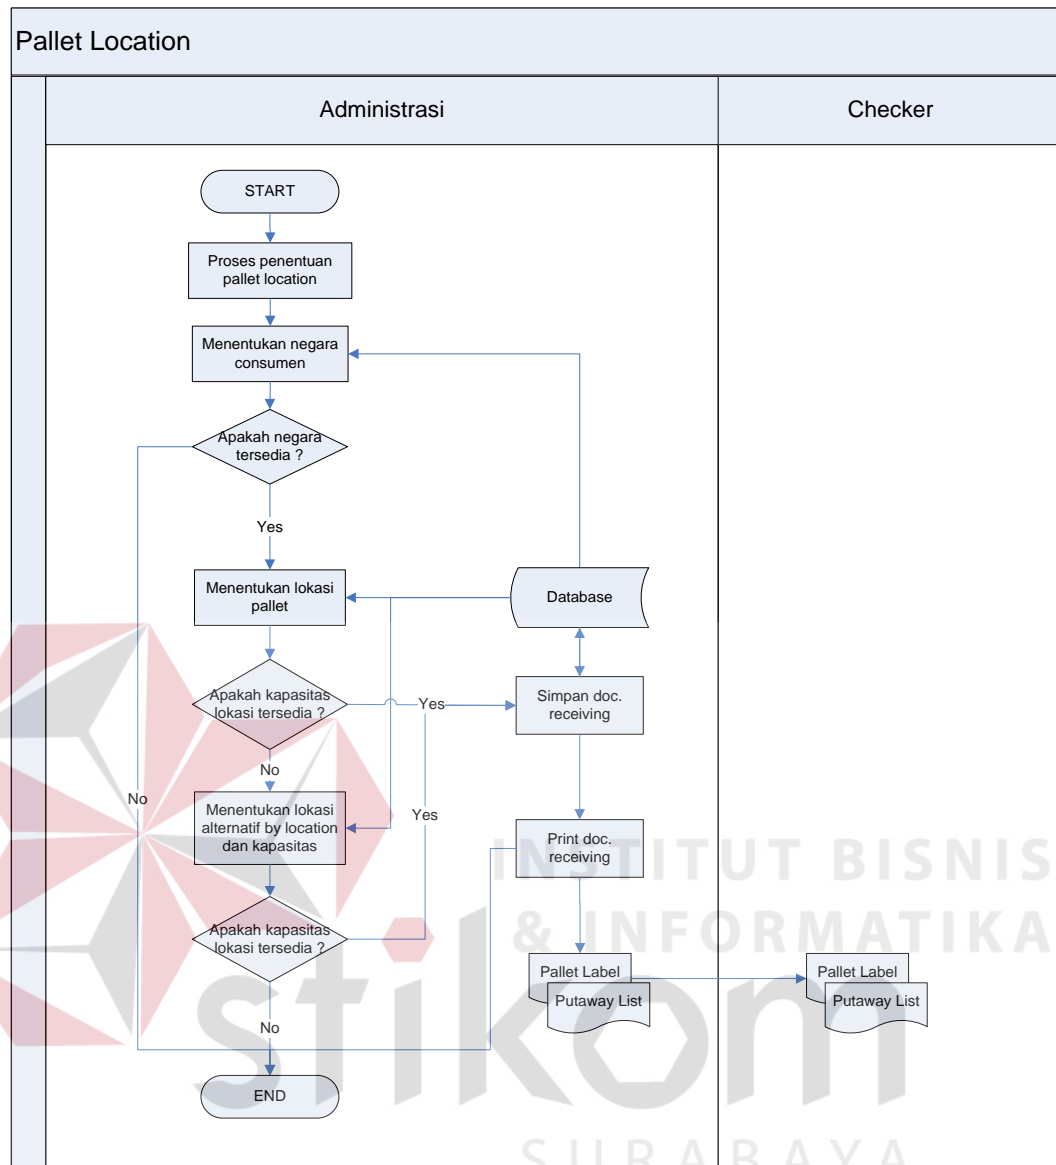 Pallet Location
Administrasi
Checker
START
Proses penentuan
pallet location
Menentukan negara
consumen
Apakah negara
tersedia ?
Yes
Menentukan lokasi
pallet
Database
Apakah kapasitas
lokasi tersedia ?
Yes
Simpan doc.
receiving
No
No
Menentukan lokasi
alternatif by location
dan kapasitas
Yes
Print doc.
receiving
INSTITUT BISNIS
& INFORMATIKA
Apakah kapasitas
lokasi tersedia ?
Pallet Label
Putaway List
Pallet Label
Putaway List
stikom
No
END
SURABAYA